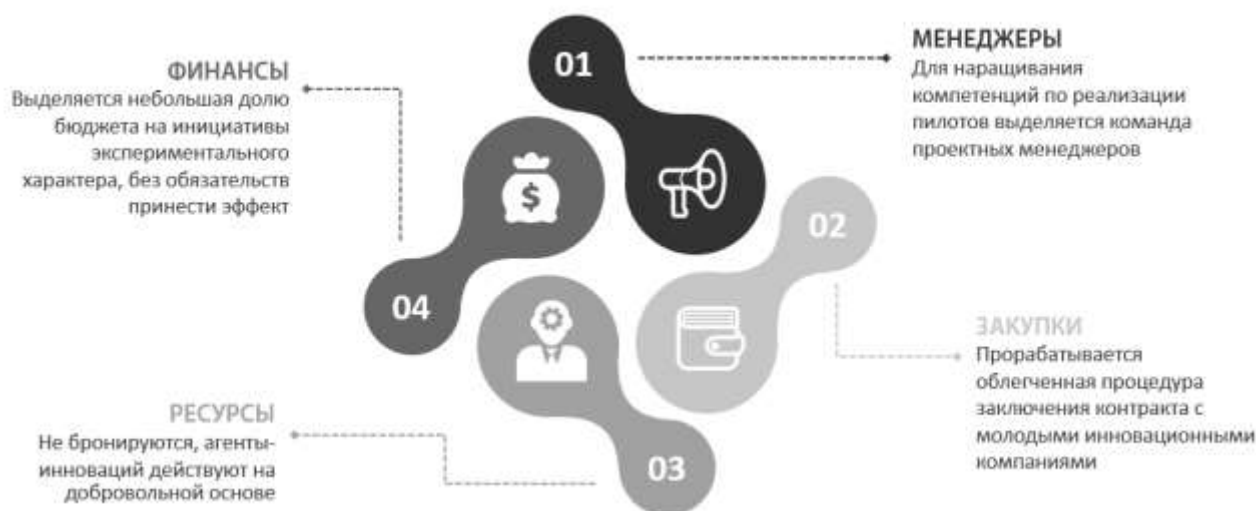 01
МЕНЕДЖЕРЫ
Для наращивания
компетенций по реализации
пилотов выделяется команда
проектных менеджеров
02
ЗАКУПКИ
Прорабатывается
облегченная процедура
заключения контракта с
молодыми инновационными
компаниями
03
РЕСУРСЫ
Не бронируются, агенты-
инноваций действуют на
добровольной основе
04
ФИНАНСЫ
Выделяется небольшая долю
бюджета на инициативы
экспериментального
характера, без обязательств
принести эффект
$